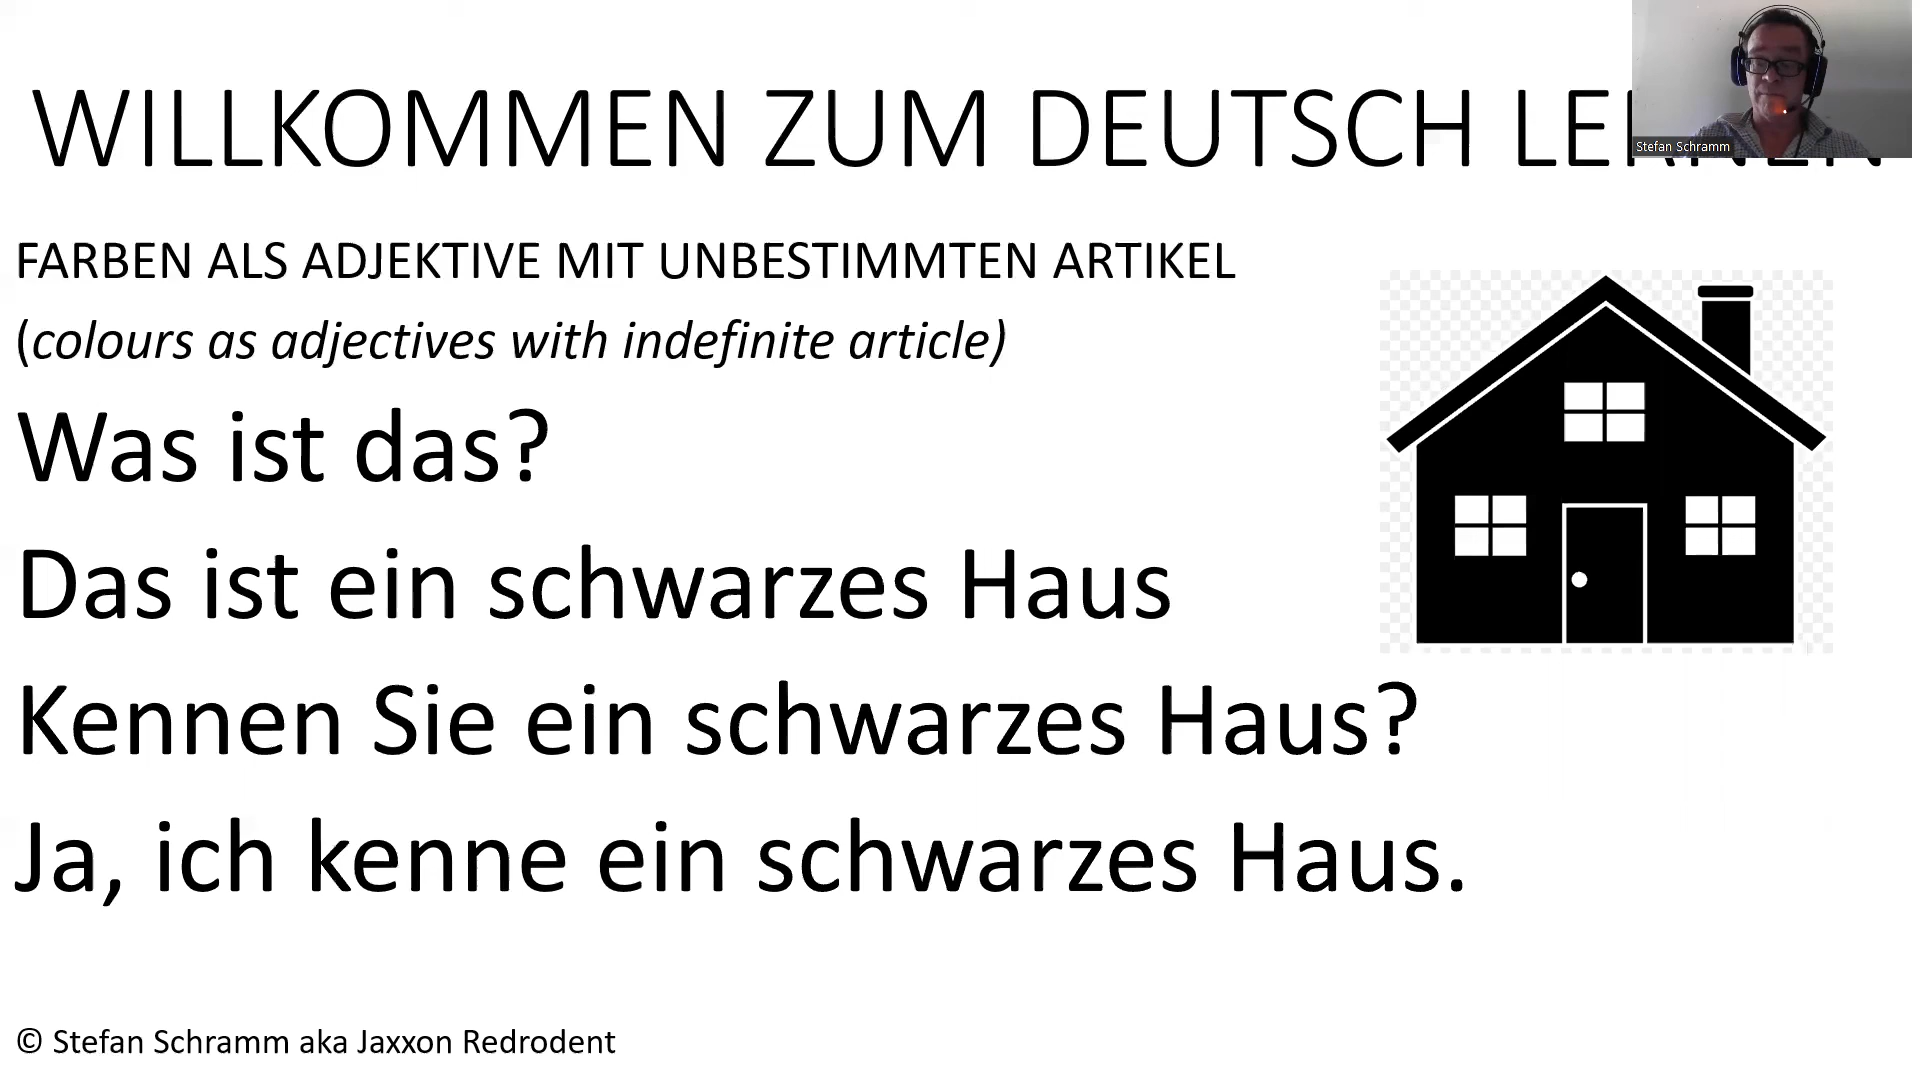 WILLKOMMEN ZUM DEUTSCH LERNEN
Stefan Schramm
FARBEN ALS ADJEKTIVE MIT UNBESTIMMTEN ARTIKEL
(colours as adjectives with indefinite article)
Was ist das?
Das ist ein schwarzes Haus
Kennen Sie ein schwarzes Haus?
Ja, ich kenne ein schwarzes Haus.
© Stefan Schramm aka Jaxxon Redrodent